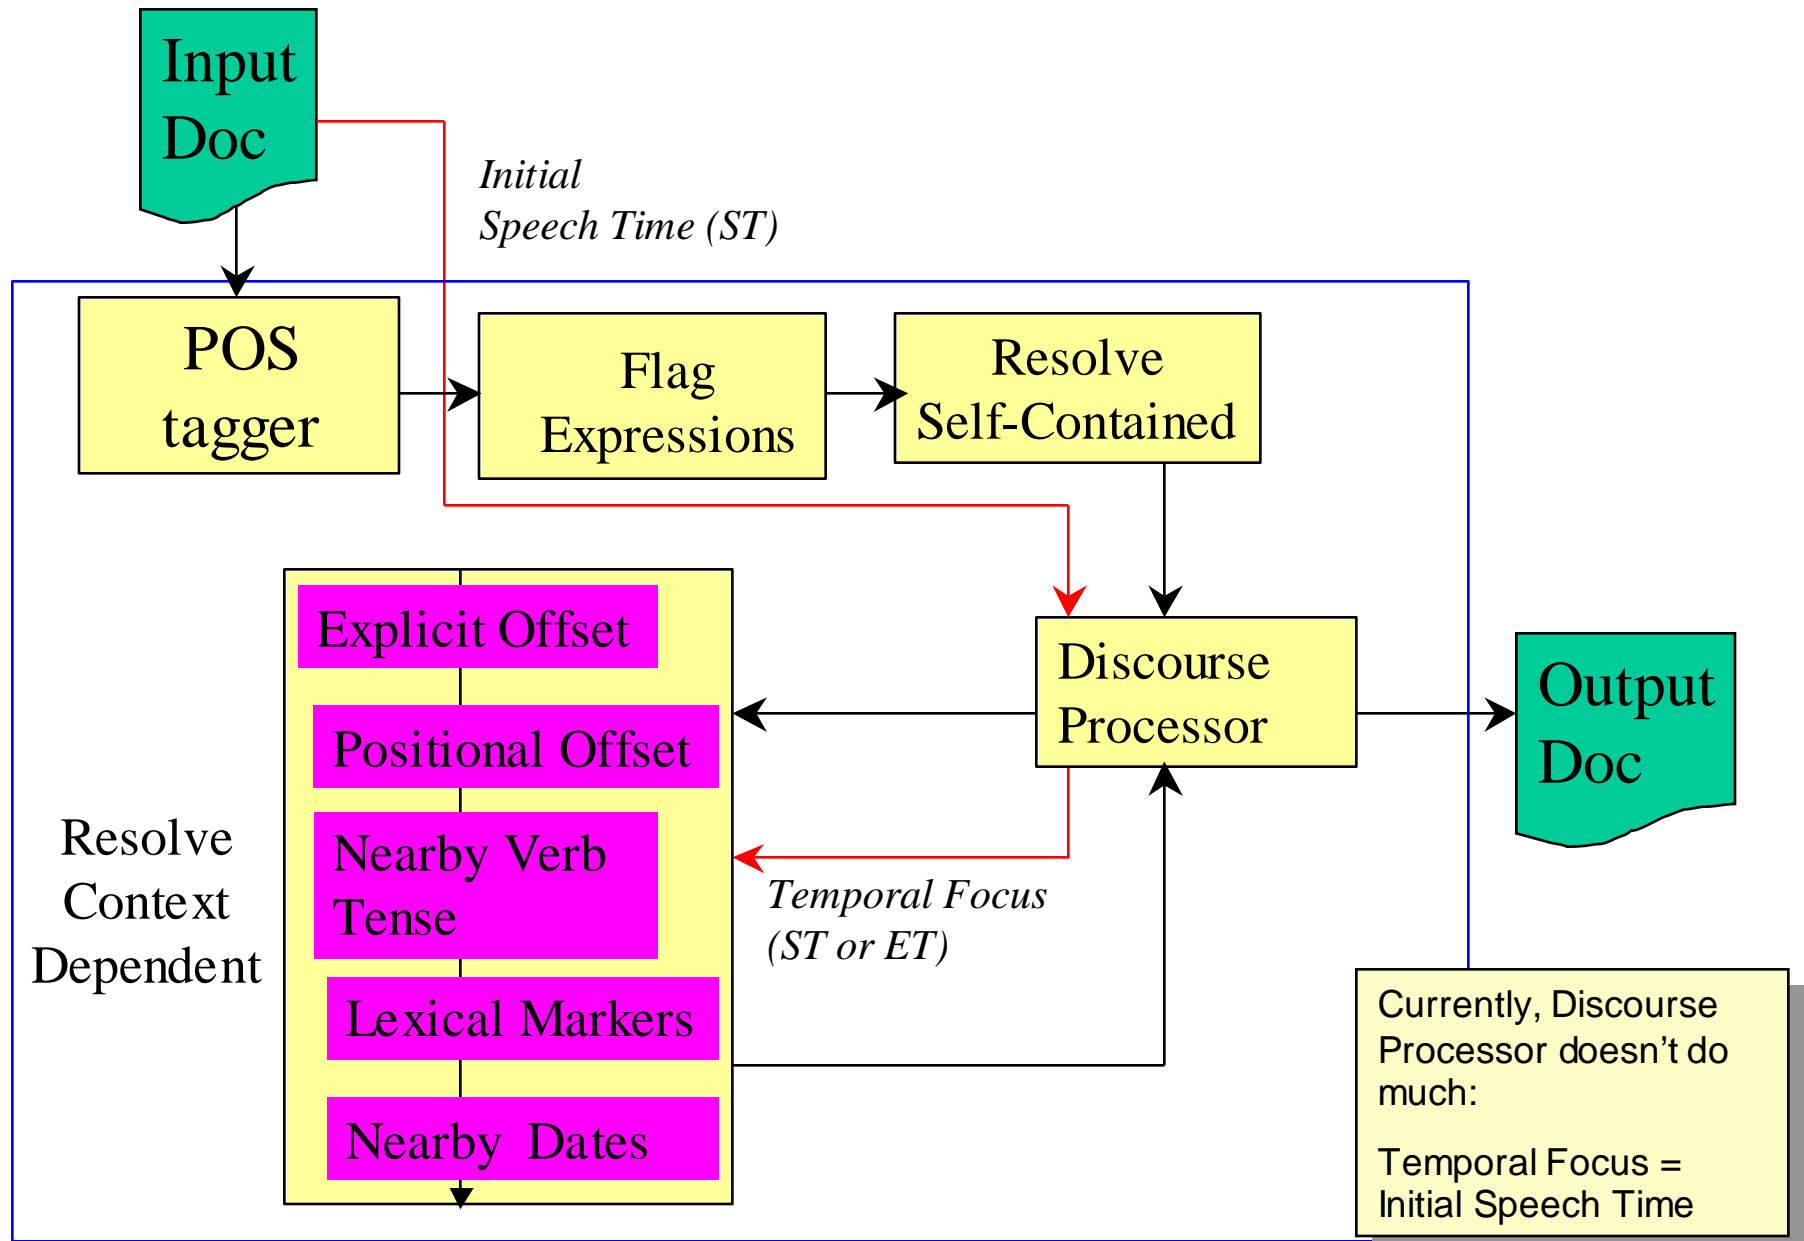 Input
Doc
Initial
Speech Time (ST)
POS
tagger
Flag
Expressions
Resolve
Self-Contained
Explicit Offset
Positional Offset
Nearby Verb
Tense
Lexical Markers
Nearby Dates
Resolve
Context
Dependent
Discourse
Processor
Temporal Focus
(ST or ET)
Output
Doc
Currently, Discourse
Processor doesn’t do
much:
Temporal Focus =
Initial Speech Time